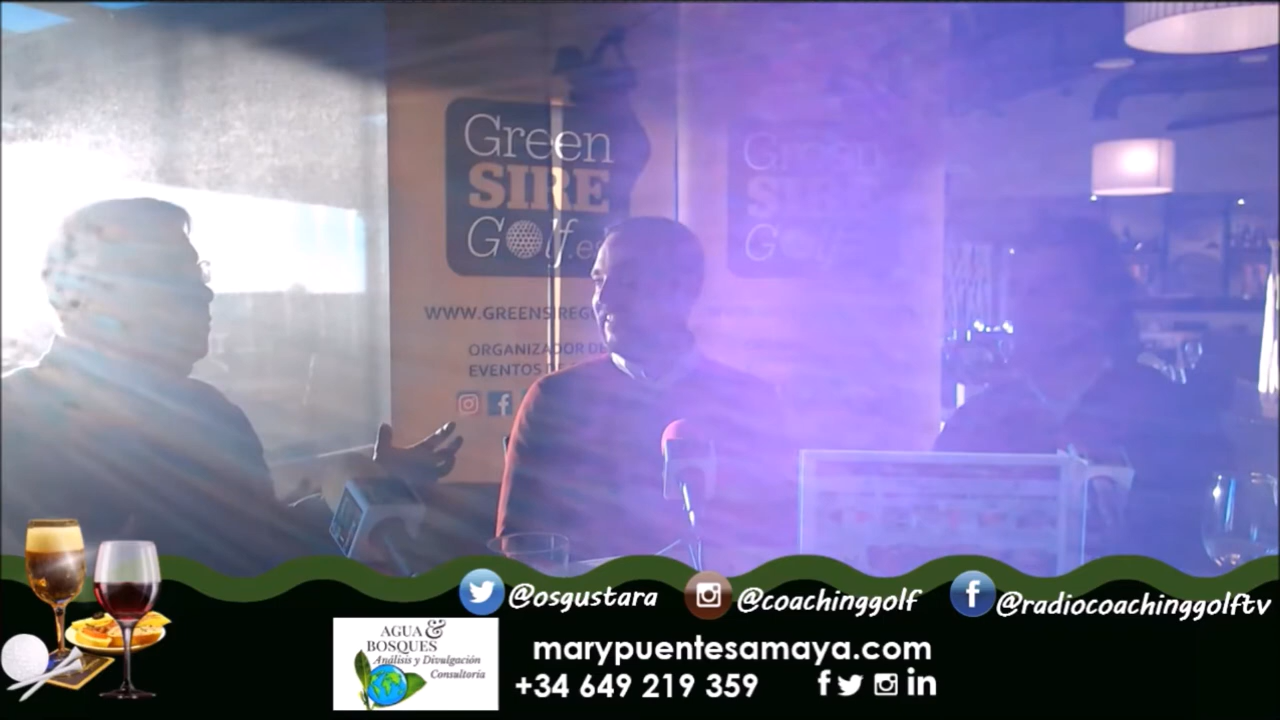 Green
SIRE
Golf.es
Green
SIRE
Golf
WWW.GREENSIREG
ORGANIZADOR DE
EVENTOS
@osgustara
@coachinggolf
@radiocoachinggolftv
AGUA &
BOSQUES
Análisis y Divulgación
Consultoría
marypuentesamaya.com
+34 649 219 359